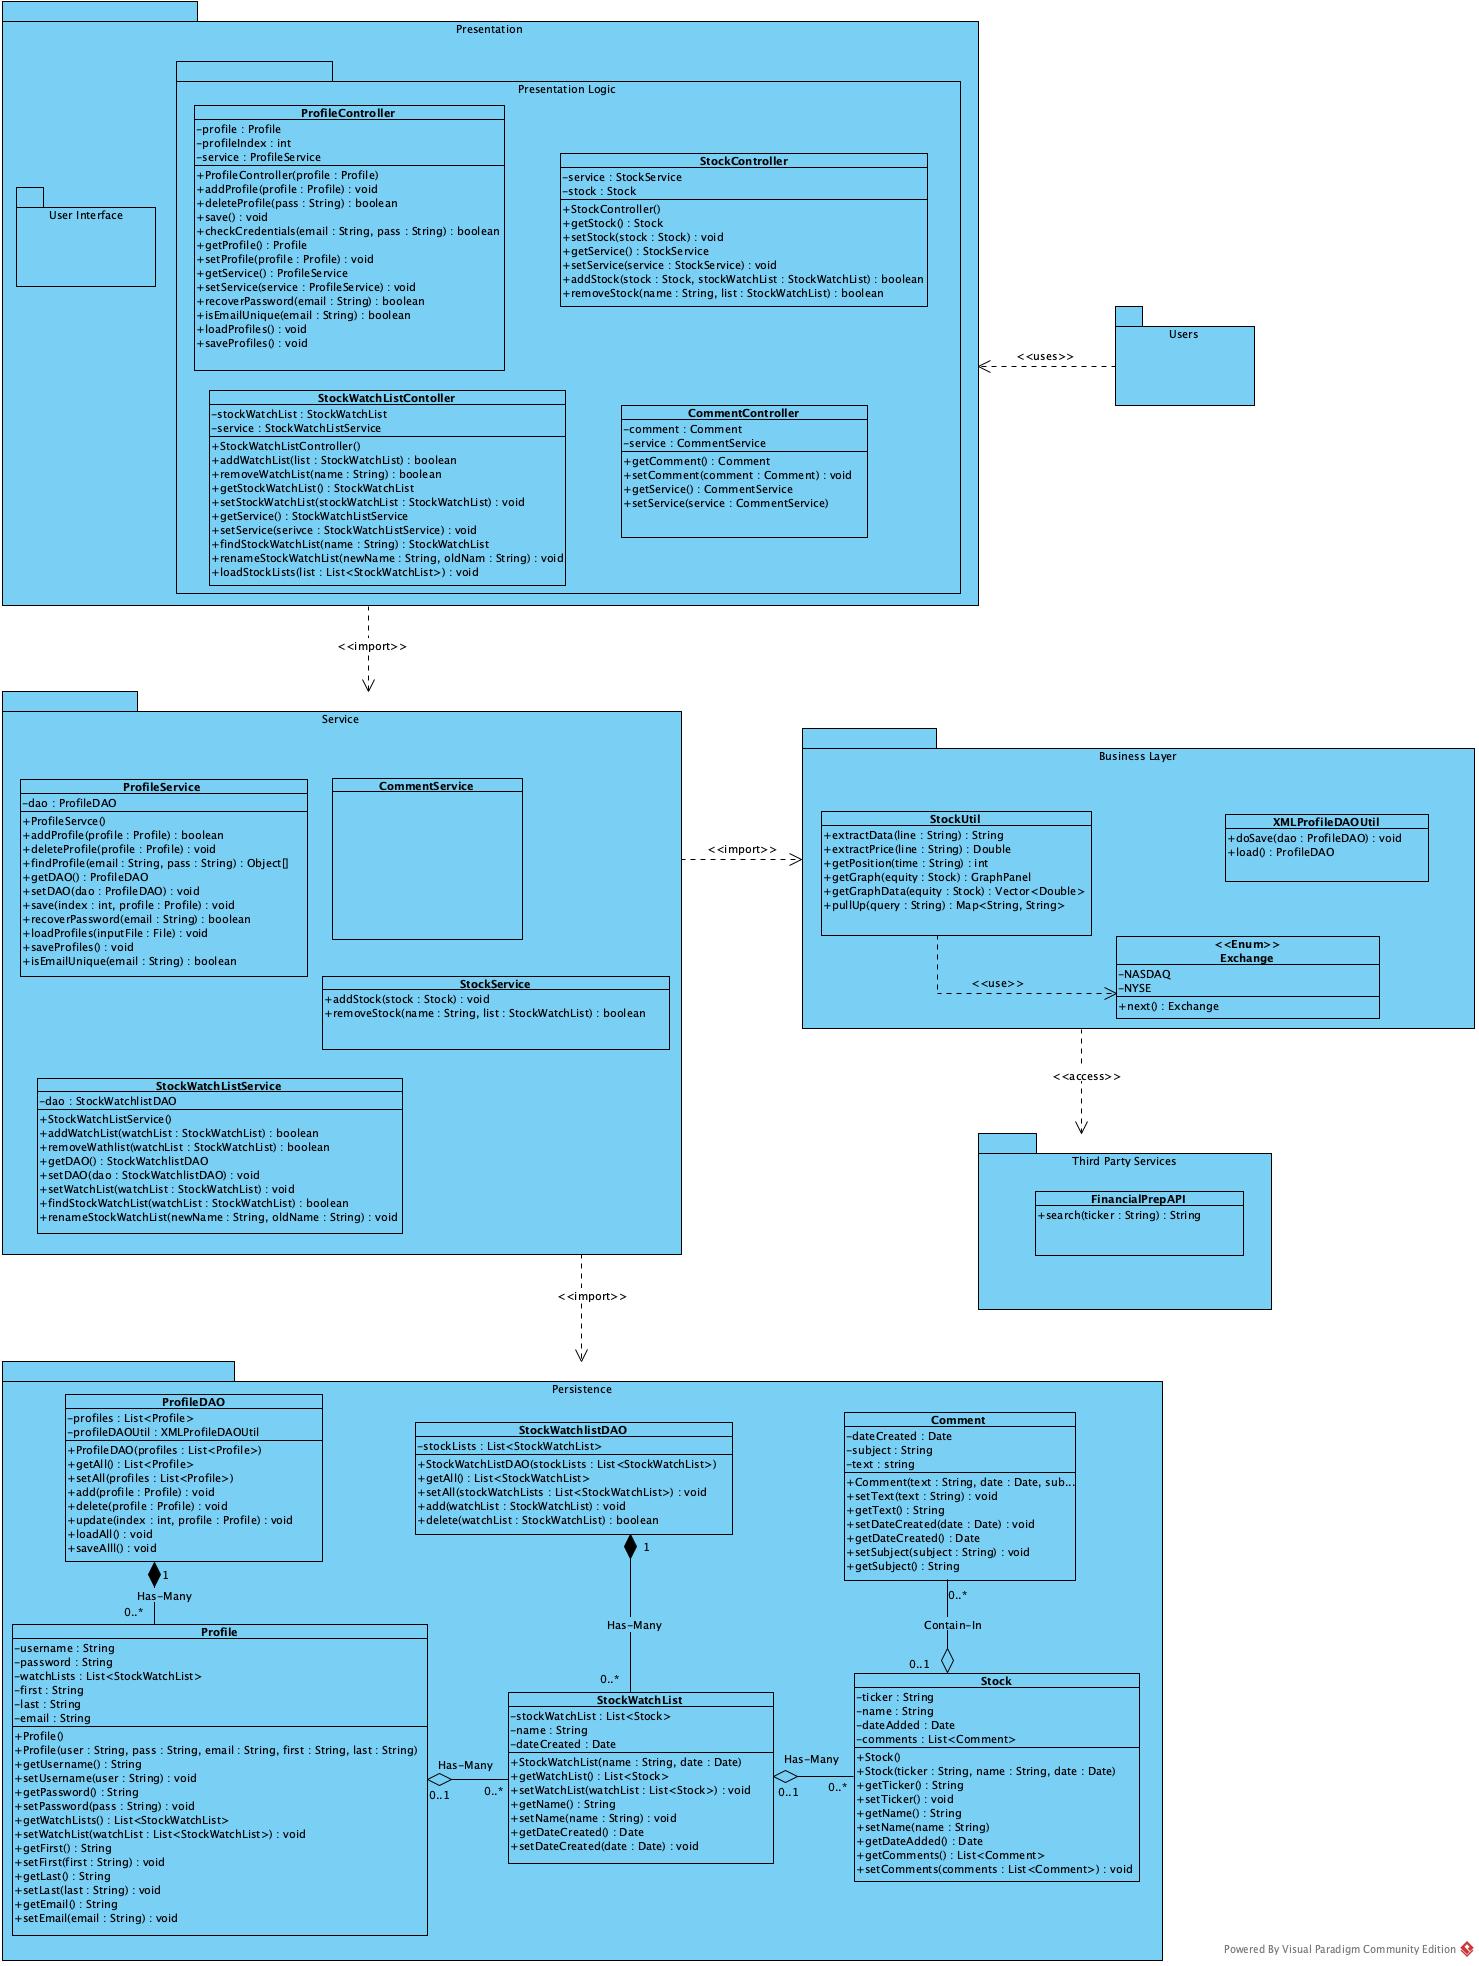 Presentation
Presentation Logic
User Interface
ProfileController
-profile : Profile
-profileIndex : int
-service : ProfileService
+ProfileController(profile : Profile)
+addProfile(profile : Profile) : void
+deleteProfile(pass : String) : boolean
+save() : void
+checkCredentials(email : String, pass : String) : boolean
+getProfile() : Profile
+setProfile(profile : Profile) : void
+getService() : ProfileService
+setService(service : ProfileService) : void
+recoverPassword(email : String) : boolean
+isEmailUnique(email : String) : boolean
+loadProfiles() : void
+saveProfiles() : void
StockController
-service : StockService
-stock : Stock
+StockController()
+getStock() : Stock
+setStock(stock : Stock) : void
+getService() : StockService
+setService(service : StockService) : void
+addStock(stock : Stock, stockWatchList : StockWatchList) : boolean
+removeStock(name : String, list : StockWatchList) : boolean
StockWatchListContoller
-stockWatchList : StockWatchList
-service : StockWatchListService
+StockWatchListController()
+addWatchList(list : StockWatchList) : boolean
+removeWatchList(name : String) : boolean
+getStockWatchList() : StockWatchList
+setStockWatchList(stockWatchList : StockWatchList) : void
+getService() : StockWatchListService
+setService(serivce : StockWatchListService) : void
+findStockWatchList(name : String) : StockWatchList
+renameStockWatchList(newName : String, oldNam : String) : void
+loadStockLists(list : List<StockWatchList>) : void
CommentController
-comment : Comment
-service : CommentService
+getComment() : Comment
+setComment(comment : Comment) : void
+getService() : CommentService
+setService(service : CommentService)
<<uses>>
Users
<<import>>
Service
ProfileService
-dao : ProfileDAO
+ProfileServce()
+addProfile(profile : Profile) : boolean
+deleteProfile(profile : Profile) : void
+findProfile(email : String, pass : String) : Object[]
+getDAO() : ProfileDAO
+setDAO(dao : ProfileDAO) : void
+save(index : int, profile : Profile) : void
+recoverPassword(email : String) : boolean
+loadProfiles(inputFile : File) : void
+saveProfiles() : void
+isEmailUnique(email : String) : boolean
CommentService
StockService
+addStock(stock : Stock) : void
+removeStock(name : String, list : StockWatchList) : boolean
StockWatchListService
-dao : StockWatchlistDAO
+StockWatchListService()
+addWatchList(watchList : StockWatchList) : boolean
+removeWathlist(watchList : StockWatchList) : boolean
+getDAO() : StockWatchlistDAO
+setDAO(dao : StockWatchlistDAO) : void
+setWatchList(watchList : StockWatchList) : void
+findStockWatchList(watchList : StockWatchList) : boolean
+renameStockWatchList(newName : String, oldName : String) : void
<<import>>
Business Layer
StockUtil
+extractData(line : String) : String
+extractPrice(line : String) : Double
+getPosition(time : String) : int
+getGraph(equity : Stock) : GraphPanel
+getGraphData(equity : Stock) : Vector<Double>
+pullUp(query : String) : Map<String, String>
XMLProfileDAOUtil
+doSave(dao : ProfileDAO) : void
+load() : ProfileDAO
<<use>>
<<Enum>>
Exchange
-NASDAQ
-NYSE
+next() : Exchange
<<access>>
Third Party Services
FinancialPrepAPI
+search(ticker : String) : String
<<import>>
Persistence
ProfileDAO
-profiles : List<Profile>
-profileDAOUtil : XMLProfileDAOUtil
+ProfileDAO(profiles : List<Profile>)
+getAll() : List<Profile>
+setAll(profiles : List<Profile>)
+add(profile : Profile) : void
+delete(profile : Profile) : void
+update(index : int, profile : Profile) : void
+loadAll() : void
+saveAlll() : void
1
Has-Many
0..*
StockWatchlistDAO
-stockLists : List<StockWatchList>
+StockWatchListDAO(stockLists : List<StockWatchList>)
+getAll() : List<StockWatchList>
+setAll(stockWatchLists : List<StockWatchList>) : void
+add(watchList : StockWatchList) : void
+delete(watchList : StockWatchList) : boolean
1
Has-Many
0..*
Comment
-dateCreated : Date
-subject : String
-text : string
+Comment(text : String, date : Date, sub...
+setText(text : String) : void
+getText() : String
+setDateCreated(date : Date) : void
+getDateCreated() : Date
+setSubject(subject : String) : void
+getSubject() : String
0..*
Contain-In
0..1
Profile
-username : String
-password : String
-watchLists : List<StockWatchList>
-first : String
-last : String
-email : String
+Profile()
+Profile(user : String, pass : String, email : String, first : String, last : String)
+getUsername() : String
+setUsername(user : String) : void
+getPassword() : String
+setPassword(pass : String) : void
+getWatchLists() : List<StockWatchList>
+setWatchList(watchList : List<StockWatchList>) : void
+getFirst() : String
+setFirst(first : String) : void
+getLast() : String
+setLast(last : String) : void
+getEmail() : String
+setEmail(email : String) : void
Has-Many
0..1
0..*
StockWatchList
-stockWatchList : List<Stock>
-name : String
-dateCreated : Date
+StockWatchList(name : String, date : Date)
+getWatchList() : List<Stock>
+setWatchList(watchList : List<Stock>) : void
+getName() : String
+setName(name : String) : void
+getDateCreated() : Date
+setDateCreated(date : Date) : void
Has-Many
0..1
0..*
Stock
-ticker : String
-name : String
-dateAdded : Date
-comments : List<Comment>
+Stock()
+Stock(ticker : String, name : String, date : Date)
+getTicker() : String
+setTicker() : void
+getName() : String
+setName(name : String)
+getDateAdded() : Date
+getComments() : List<Comment>
+setComments(comments : List<Comment>) : void
Powered By Visual Paradigm Community Edition